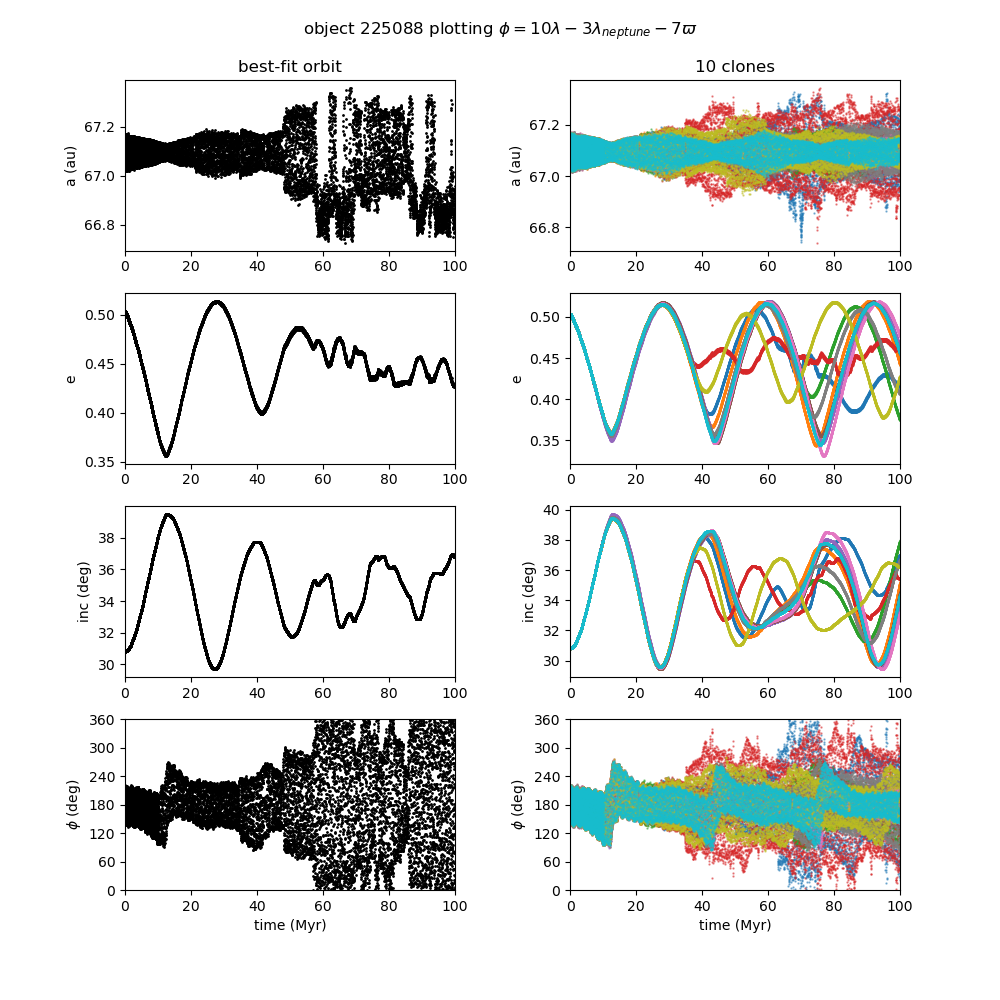 object 225088 plotting ϕ = 10λ − 3λ_neptune − 7ϖ
best-fit orbit
10 clones
a (au)
67.2
67.0
66.8
0 20 40 60 80 100
a (au)
67.2
67.0
66.8
0 20 40 60 80 100
e
0.50
0.45
0.40
0.35
0 20 40 60 80 100
e
0.50
0.45
0.40
0.35
0 20 40 60 80 100
inc (deg)
38
36
34
32
30
0 20 40 60 80 100
inc (deg)
40
38
36
34
32
30
0 20 40 60 80 100
ϕ (deg)
360
300
240
180
120
60
0
0 20 40 60 80 100
time (Myr)
ϕ (deg)
360
300
240
180
120
60
0
0 20 40 60 80 100
time (Myr)